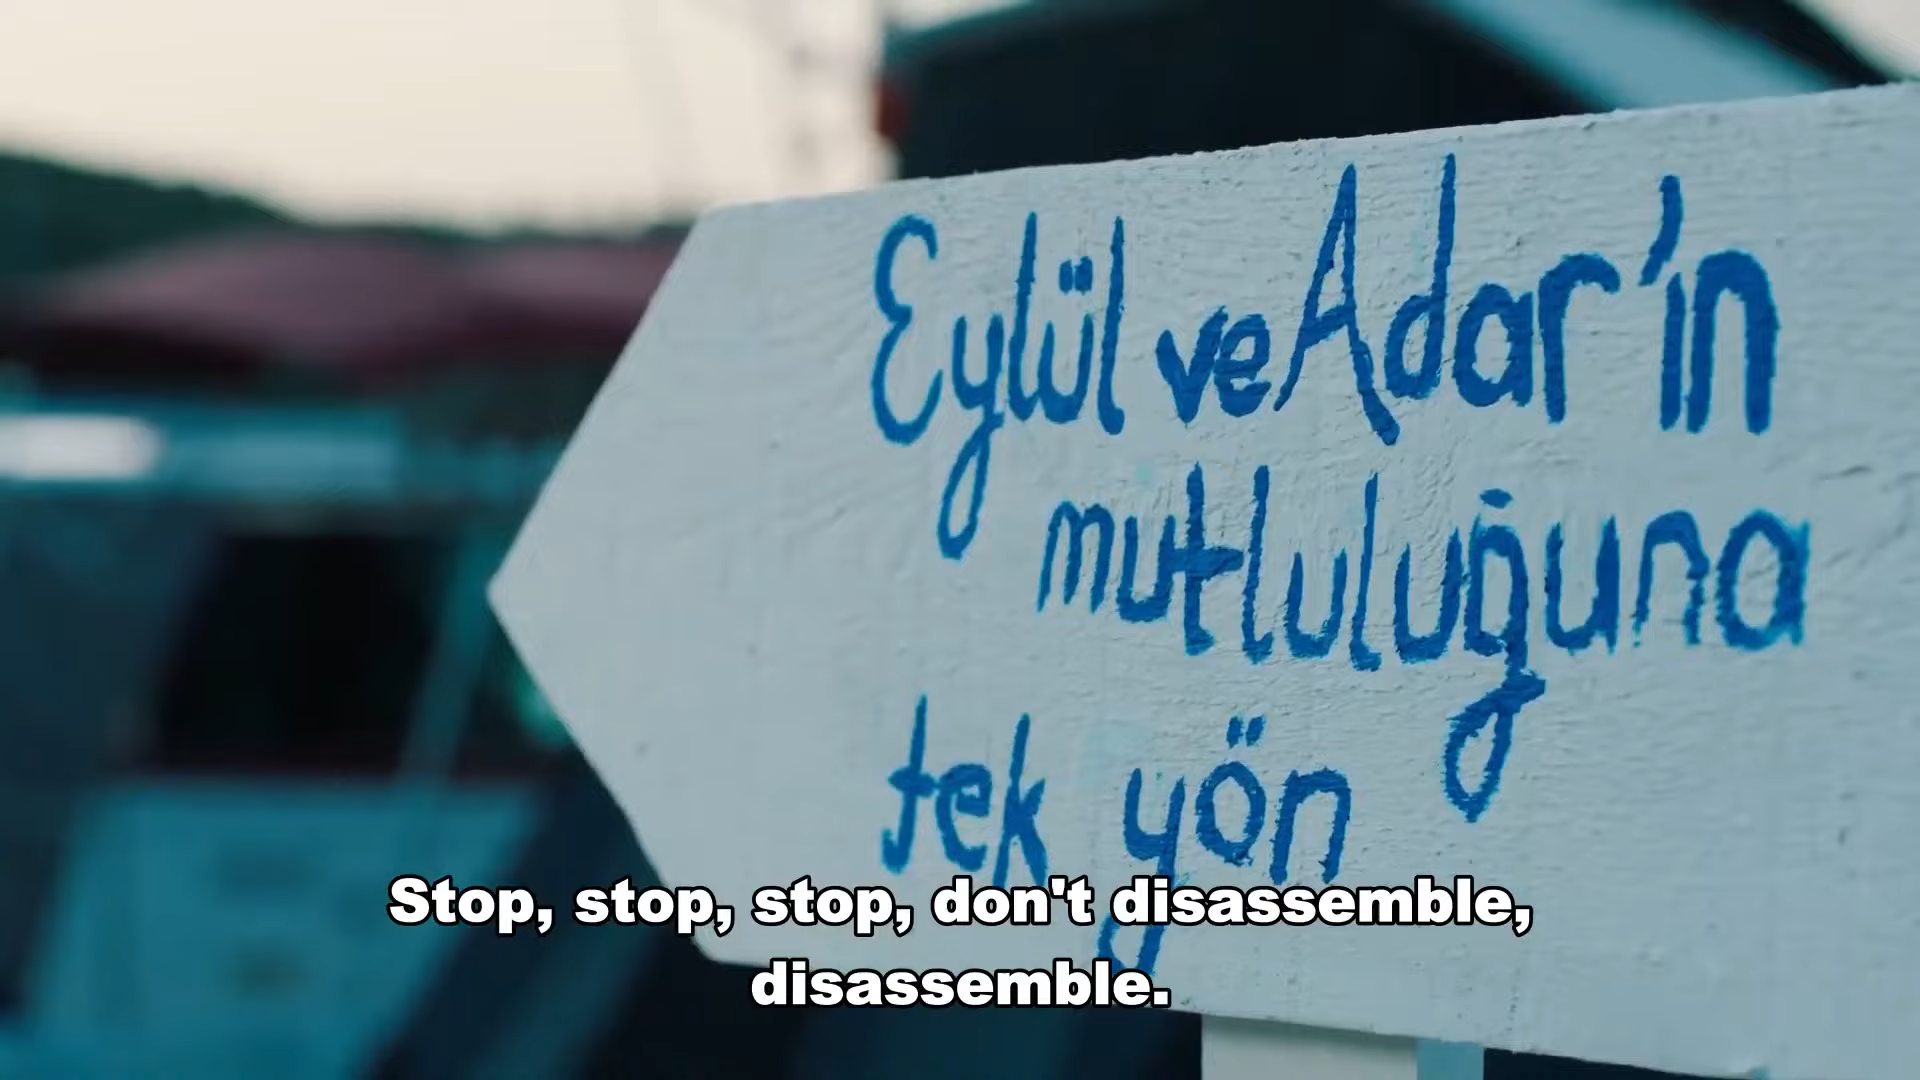 Eylül ve Adar'ın
mutluluğuna
tek yön
Stop, stop, stop, don't disassemble,
disassemble.